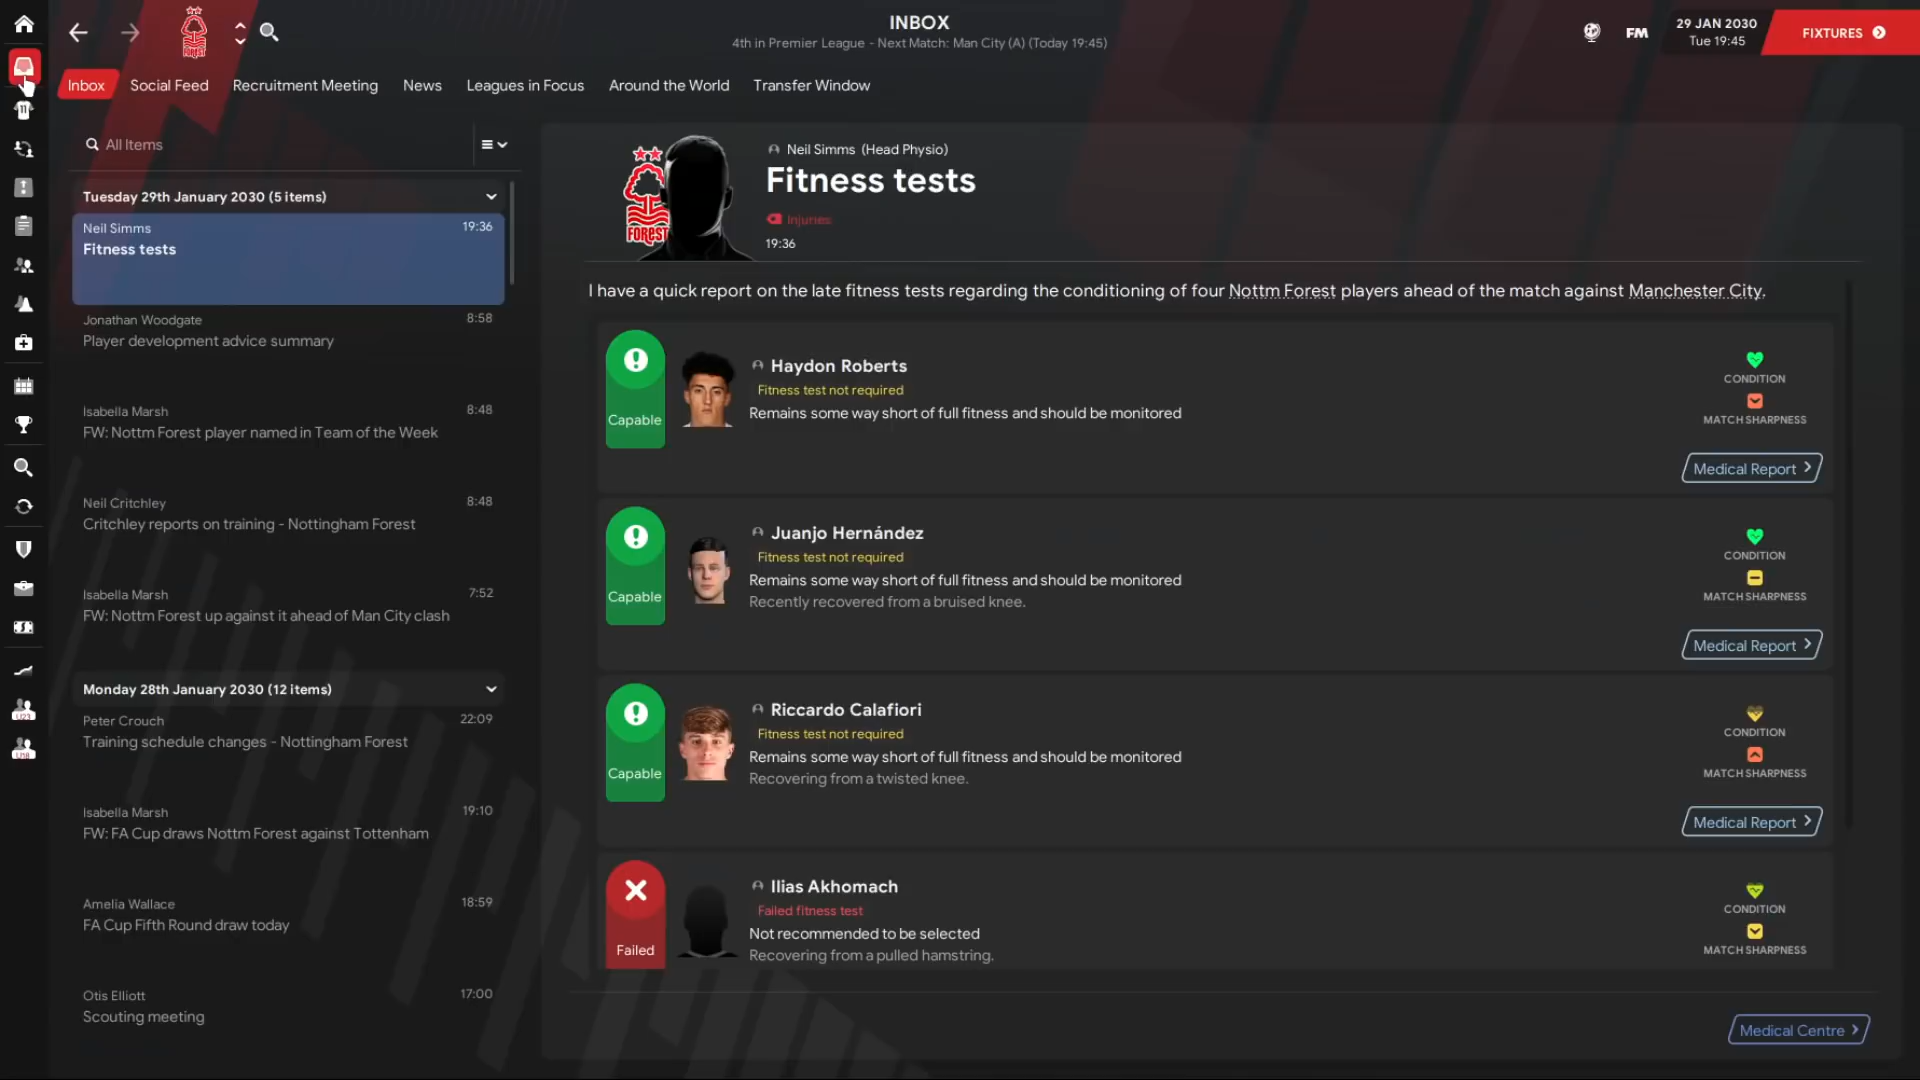 INBOX
4th in Premier League - Next Match: Man City (A) (Today 19:45)
FM
29 JAN 2030
Tue 19:45
FIXTURES
Inbox
Social Feed
Recruitment Meeting
News
Leagues in Focus
Around the World
Transfer Window
All Items
Tuesday 29th January 2030 (5 items)
Neil Simms
19:36
Fitness tests
Jonathan Woodgate
8:58
Player development advice summary
Isabella Marsh
8:48
FW: Nottm Forest player named in Team of the Week
Neil Critchley
8:48
Critchley reports on training - Nottingham Forest
Isabella Marsh
7:52
FW: Nottm Forest up against it ahead of Man City clash
Monday 28th January 2030 (12 items)
Peter Crouch
22:09
Training schedule changes - Nottingham Forest
Isabella Marsh
19:10
FW: FA Cup draws Nottm Forest against Tottenham
Amelia Wallace
18:59
FA Cup Fifth Round draw today
Otis Elliott
17:00
Scouting meeting
U23
U18
FOREST
FOREST
Neil Simms (Head Physio)
Fitness tests
Injuries
19:36
I have a quick report on the late fitness tests regarding the conditioning of four Nottm Forest players ahead of the match against Manchester City.
Capable
Haydon Roberts
Fitness test not required
Remains some way short of full fitness and should be monitored
CONDITION
MATCH SHARPNESS
Medical Report
Capable
Juanjo Hernández
Fitness test not required
Remains some way short of full fitness and should be monitored
Recently recovered from a bruised knee.
CONDITION
MATCH SHARPNESS
Medical Report
Capable
Riccardo Calafiori
Fitness test not required
Remains some way short of full fitness and should be monitored
Recovering from a twisted knee.
CONDITION
MATCH SHARPNESS
Medical Report
Failed
Ilias Akhomach
Failed fitness test
Not recommended to be selected
Recovering from a pulled hamstring.
CONDITION
MATCH SHARPNESS
Medical Centre